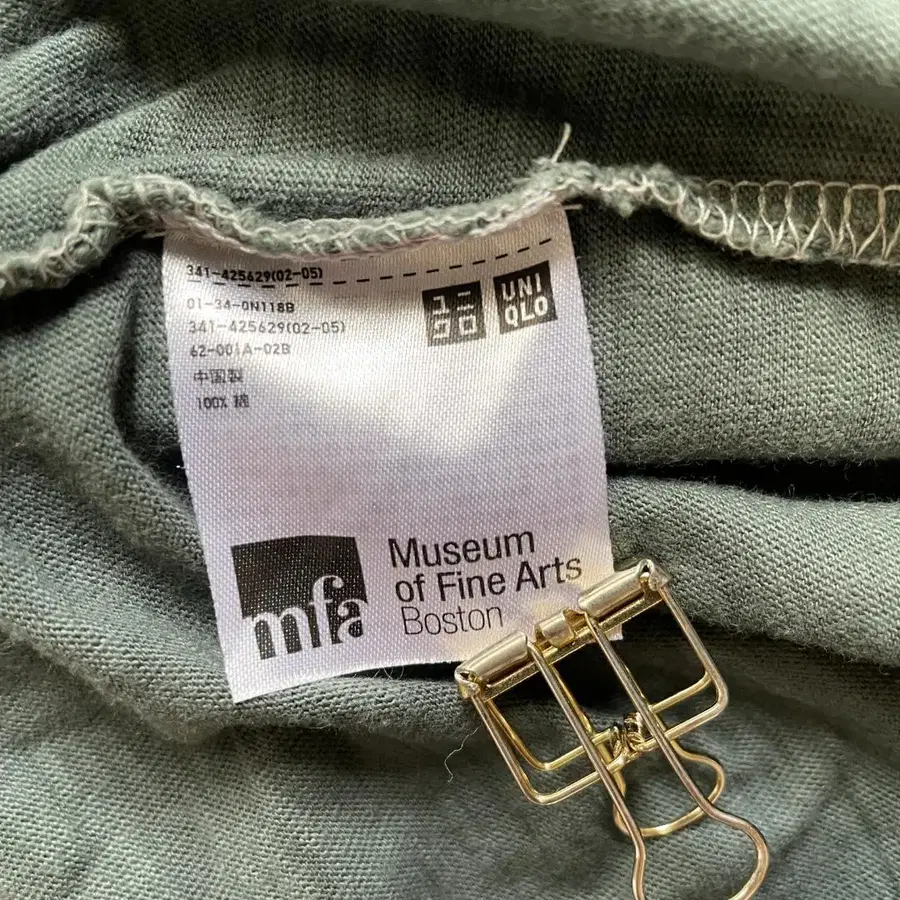 341-425629(02-05)
01-34-0N118B
341-425629(02-05)
62-001A-02B
中国製
100% 綿
ユニ
クロ
UNI
QLO
mfa
Museum
of Fine Arts
Boston